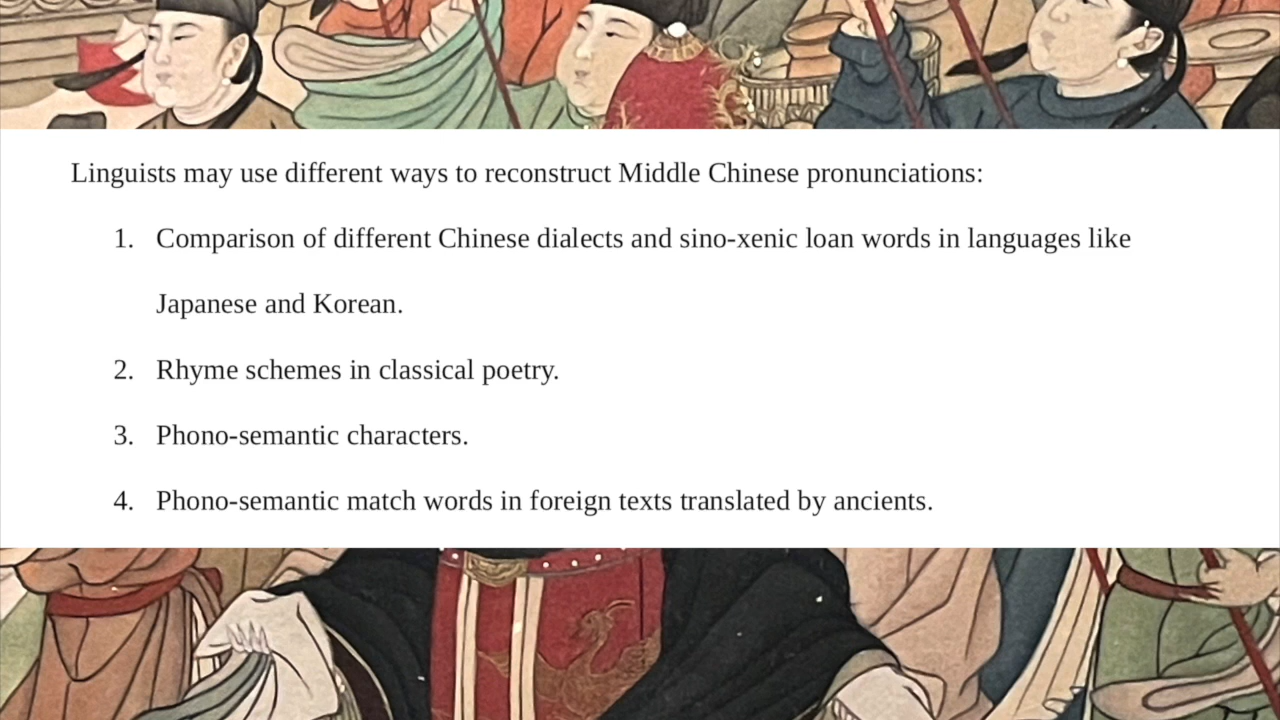 Linguists may use different ways to reconstruct Middle Chinese pronunciations:
1. Comparison of different Chinese dialects and sino-xenic loan words in languages like
Japanese and Korean.
2. Rhyme schemes in classical poetry.
3. Phono-semantic characters.
4. Phono-semantic match words in foreign texts translated by ancients.